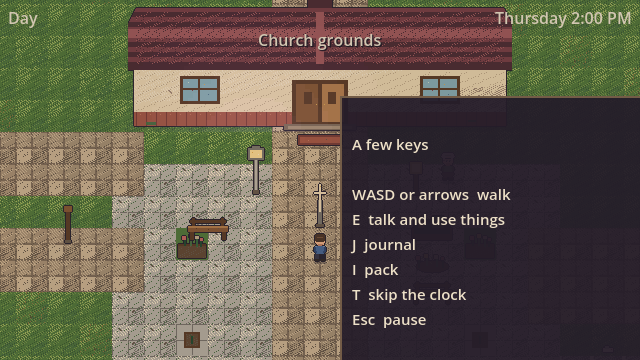 Day
Thursday 2:00 PM
Church grounds
A few keys
WASD or arrows walk
E talk and use things
J journal
I pack
T skip the clock
Esc pause